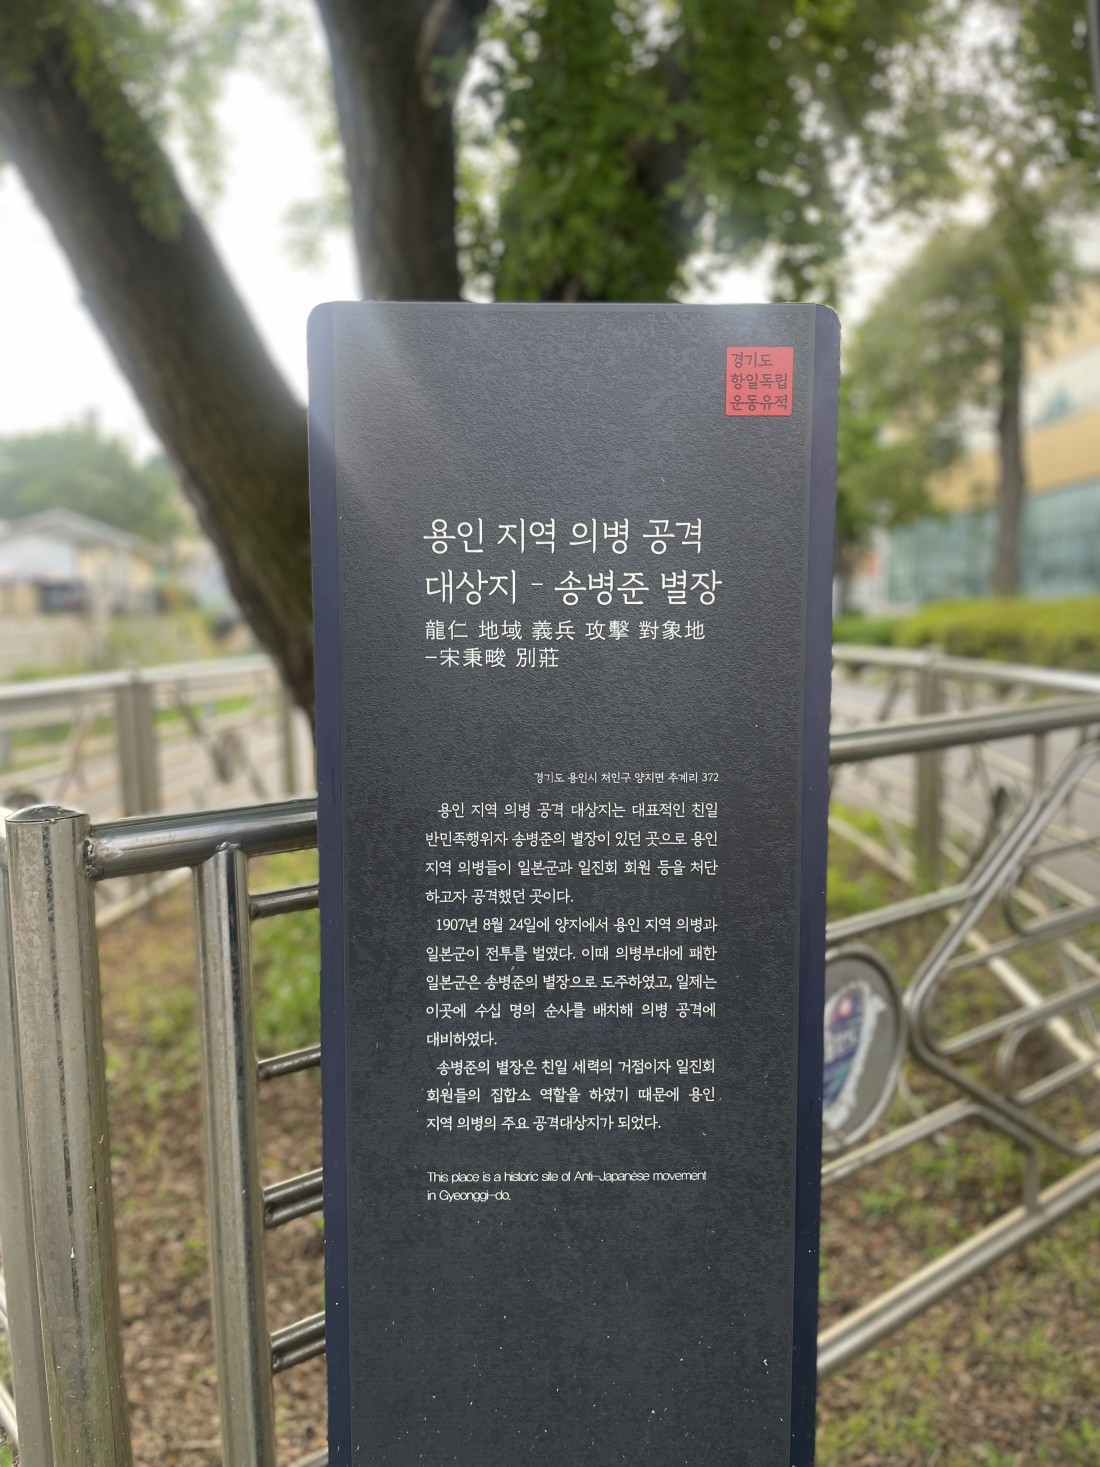 경기도
항일독립
운동유적
용인 지역 의병 공격
대상지 - 송병준 별장
龍仁 地域 義兵 攻擊 對象地
-宋秉畯 別莊
경기도 용인시 처인구 양지면 추계리 372
용인 지역 의병 공격 대상지는 대표적인 친일
반민족행위자 송병준의 별장이 있던 곳으로 용인
지역 의병들이 일본군과 일진회 회원 등을 처단
하고자 공격했던 곳이다.
1907년 8월 24일에 양지에서 용인 지역 의병과
일본군이 전투를 벌였다. 이때 의병부대에 패한
일본군은 송병준의 별장으로 도주하였고, 일제는
이곳에 수십 명의 순사를 배치해 의병 공격에
대비하였다.
송병준의 별장은 친일 세력의 거점이자 일진회
회원들의 집합소 역할을 하였기 때문에 용인
지역 의병의 주요 공격대상지가 되었다.
This place is a historic site of Anti-Japanese movement
in Gyeonggi-do.